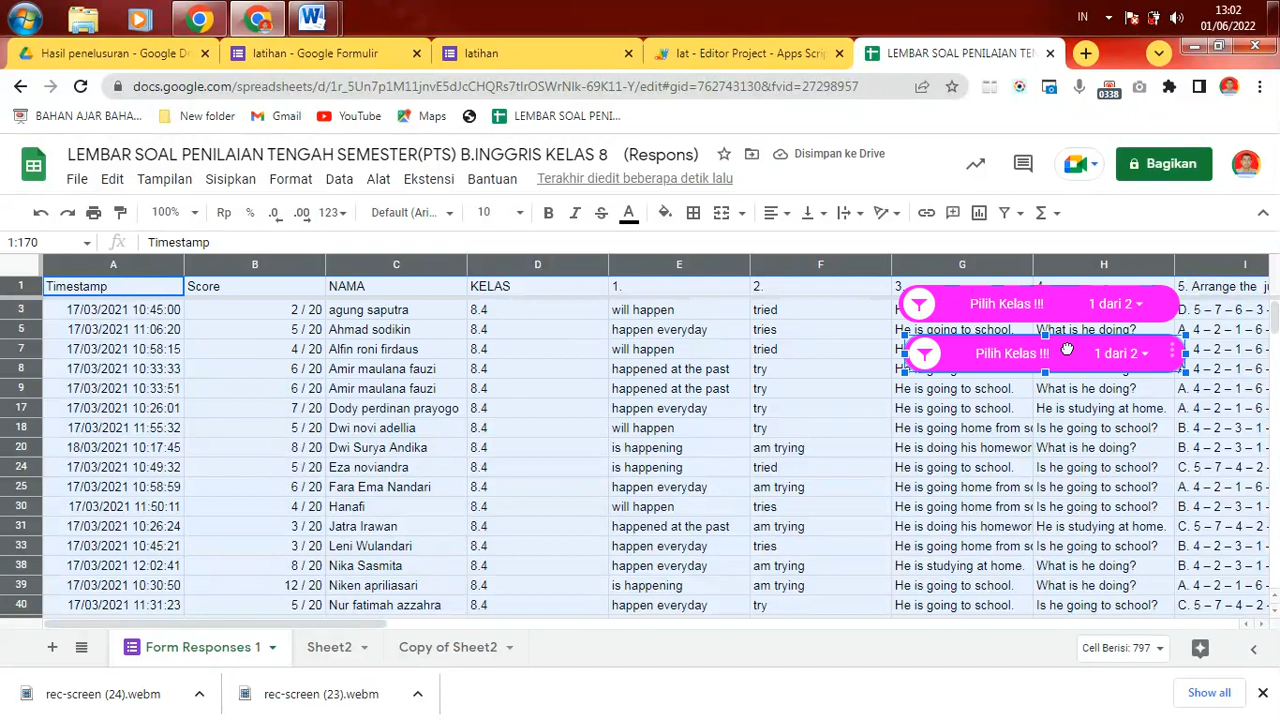 IN
13:02
01/06/2022
Hasil penelusuran - Google Dr
latihan - Google Formulir
latihan
lat - Editor Project - Apps Scrip
LEMBAR SOAL PENILAIAN TEN
docs.google.com/spreadsheets/d/1r_5Un7p1M11jnvE5dJcCHQRs7tIrOSWrNIk-69K11-Y/edit#gid=762743130&fvid=27298957
0338
BAHAN AJAR BAHA...
New folder
Gmail
YouTube
Maps
LEMBAR SOAL PENI...
LEMBAR SOAL PENILAIAN TENGAH SEMESTER(PTS) B.INGGRIS KELAS 8 (Respons)
Disimpan ke Drive
Bagikan
File Edit Tampilan Sisipkan Format Data Alat Ekstensi Bantuan Terakhir diedit beberapa detik lalu
100% Rp % .0 .00 123 Default (Ari... 10 B I S A
1:170 fx Timestamp
A B C D E F G H I
1 Timestamp Score NAMA KELAS 1. 2. 3. 5. Arrange the
Pilih Kelas !!! 1 dari 2
3 17/03/2021 10:45:00 2 / 20 agung saputra 8.4 will happen tried D. 5 – 7 – 6 – 3 -
5 17/03/2021 11:06:20 5 / 20 Ahmad sodikin 8.4 happen everyday tries He is going to school. What is he doing? A. 4 – 2 – 1 – 6 -
7 17/03/2021 10:58:15 4 / 20 Alfin roni firdaus 8.4 will happen tried A. 4 – 2 – 1 – 6 -
Pilih Kelas !!! 1 dari 2
8 17/03/2021 10:33:33 6 / 20 Amir maulana fauzi 8.4 happened at the past try A. 4 – 2 – 1 – 6 -
9 17/03/2021 10:33:51 6 / 20 Amir maulana fauzi 8.4 happened at the past try He is going to school. What is he doing? A. 4 – 2 – 1 – 6 -
17 17/03/2021 10:26:01 7 / 20 Dody perdinan prayogo 8.4 happen everyday try He is going to school. He is studying at home. A. 4 – 2 – 1 – 6 -
18 17/03/2021 11:55:32 5 / 20 Dwi novi adellia 8.4 will happen try He is going home from sc Is he going to school? B. 4 – 2 – 3 – 1 -
20 18/03/2021 10:17:45 8 / 20 Dwi Surya Andika 8.4 is happening am trying He is doing his homework What is he doing? B. 4 – 2 – 3 – 1 -
24 17/03/2021 10:49:32 5 / 20 Eza noviandra 8.4 is happening tried He is going to school. Is he going to school? C. 5 – 7 – 4 – 2 -
25 17/03/2021 10:58:59 6 / 20 Fara Ema Nandari 8.4 happen everyday am trying He is going to school. What is he doing? A. 4 – 2 – 1 – 6 -
30 17/03/2021 11:50:11 4 / 20 Hanafi 8.4 will happen tries He is going home from sc Is he going to school? B. 4 – 2 – 3 – 1 -
31 17/03/2021 10:26:24 3 / 20 Jatra Irawan 8.4 happened at the past am trying He is doing his homework He is studying at home. C. 5 – 7 – 4 – 2 -
33 17/03/2021 10:45:21 3 / 20 Leni Wulandari 8.4 happen everyday tries He is going home from sc Is he going to school? B. 4 – 2 – 3 – 1 -
38 17/03/2021 12:02:41 8 / 20 Nika Sasmita 8.4 happen everyday am trying He is studying at home. What is he doing? B. 4 – 2 – 3 – 1 -
39 17/03/2021 10:30:50 12 / 20 Niken apriliasari 8.4 is happening am trying He is going to school. What is he doing? A. 4 – 2 – 1 – 6 -
40 17/03/2021 11:31:23 5 / 20 Nur fatimah azzahra 8.4 happen everyday try He is going to school. Is he going to school? C. 5 – 7 – 4 – 2 -
Form Responses 1 Sheet2 Copy of Sheet2 Cell Berisi: 797
rec-screen (24).webm rec-screen (23).webm Show all